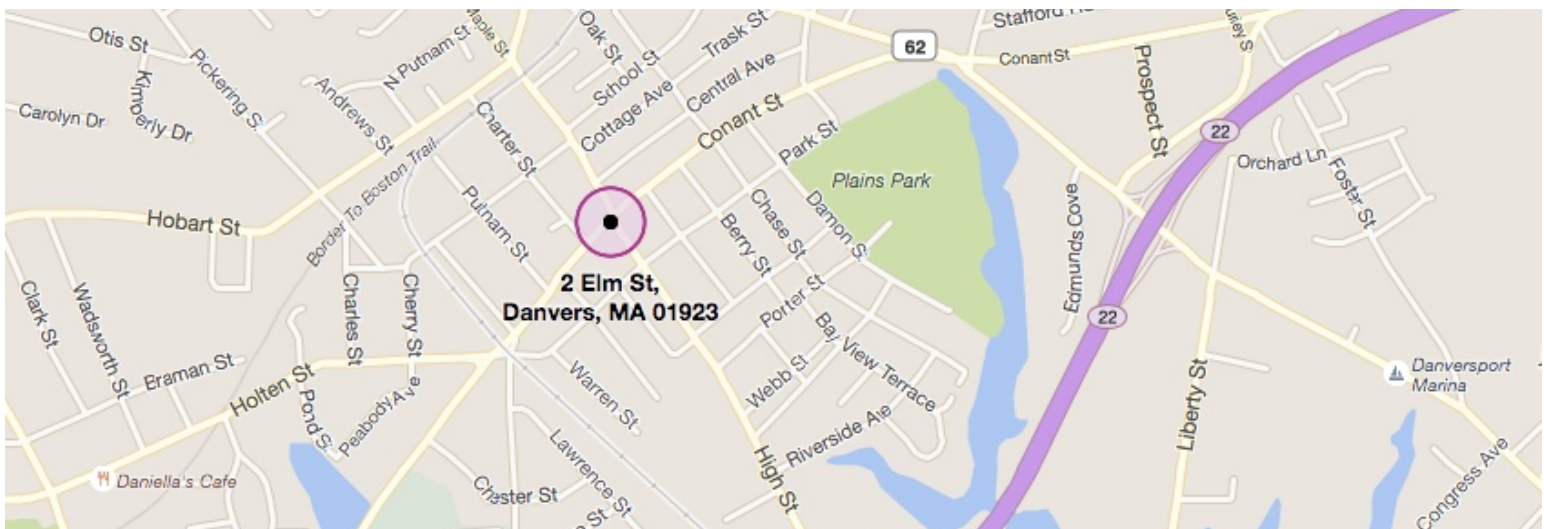 Otis St
Kimberly Dr
Carolyn Dr
Pickering S
N Putnam St
Maple St
Oak St
School St
Trask St
Cottage Ave
Central Ave
62
Stafford
Conant St
Prospect St
22
Orchard Ln
Foster St
Andrews St
Charter St
Conant St
Park St
Plains Park
Border To Boston Trail
Putnam St
Hobart St
Chase St
Damon St
Berry St
Edmunds Cove
2 Elm St,
Danvers, MA 01923
Clark St
Wadsworth St
Charles St
Cherry St
Porter St
22
Bay View Terrace
Eraman St
Holten St
Pond S
Peabody Ave
Warren St
Webb St
Liberty St
Danversport
Marina
Riverside Ave
High St
Lawrence St
Chester St
Daniella's Cafe
Congress Ave